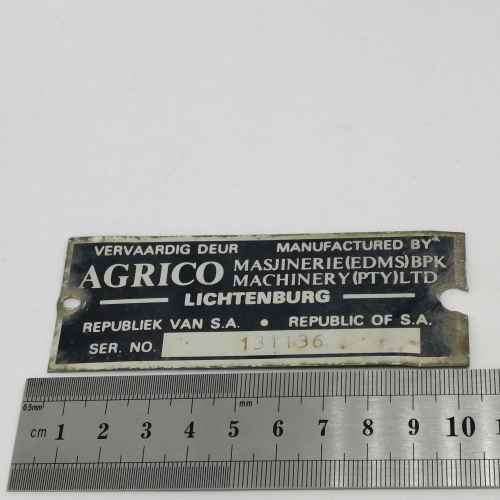 VERVAARDIG DEUR MANUFACTURED BY
AGRICO MASJINERIE(EDMS)BPK
MACHINERY(PTY)LTD
LICHTENBURG
REPUBLIEK VAN S.A. • REPUBLIC OF S.A.
SER. NO. 131136
0.5mm mm
cm 1 2 3 4 5 6 7 8 9 10